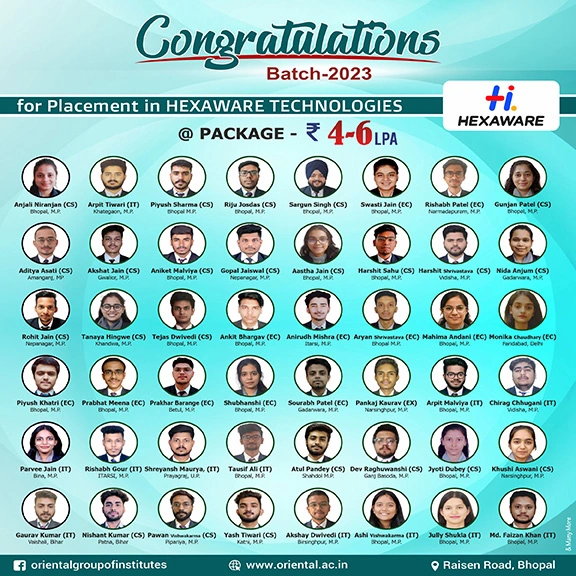 Congratulations
Batch-2023
for Placement in HEXAWARE TECHNOLOGIES
Hi.
HEXAWARE
@ PACKAGE - ₹ 4-6 LPA
Anjali Niranjan (CS) Arpit Tiwari (IT) Piyush Sharma (CS) Riju Josdas (CS) Sargun Singh (CS) Swasti Jain (EC) Rishabh Patel (EC) Gunjan Patel (CS)
Bhopal, M.P. Khategaon, M.P. Bhopal M.P. Bhopal, M.P. Bhopal, M.P. Bhopal, M.P. Narmadapuram, M.P. Bhopal, M.P.
Aditya Asati (CS) Akshat Jain (CS) Aniket Malviya (CS) Gopal Jaiswal (CS) Aastha Jain (CS) Harshit Sahu (CS) Harshit Shrivastava (CS) Nida Anjum (CS)
Amanganj, MP Gwalior, M.P. Bhopal, M.P. Nepanagar, M.P. Bhopal, M.P. Bhopal, M.P. Vidisha, M.P. Gadarwara, M.P.
Rohit Jain (CS) Tanaya Hingwe (CS) Tejas Dwivedi (CS) Ankit Bhargav (EC) Anirudh Mishra (EC) Aryan Shrivastava (EC) Mahima Andani (EC) Monika Chaudhary (EC)
Nepanagar, M.P. Khandwa, M.P. Bhopal, M.P. Bhopal, M.P. Itarsi, M.P. Bhopal M.P. Bhopal, M.P. Faridabad, Delhi
Piyush Khatri (EC) Prabhat Meena (EC) Prakhar Barange (EC) Shubhanshi (EC) Sourabh Patel (EC) Pankaj Kaurav (EX) Arpit Malviya (IT) Chirag Chhugani (IT)
Bhopal, M.P. Bhopal, M.P. Betul, M.P. Bhopal, M.P. Gadarwara, M.P. Narsinghpur, M.P. Bhopal, M.P. Vidisha, M.P.
Parvee Jain (IT) Rishabh Gour (IT) Shreyansh Maurya, (IT) Tausif Ali (IT) Atul Pandey (CS) Dev Raghuwanshi (CS) Jyoti Dubey (CS) Khushi Aswani (CS)
Bina, M.P. ITARSI, M.P. Prayagraj, U.P. Bhopal, M.P. Shahdol M.P. Ganj Basoda, M.P. Bhopal, M.P. Narsinghpur, M.P.
Gaurav Kumar (IT) Nishant Kumar (CS) Pawan Vishwakarma (CS) Yash Tiwari (CS) Akshay Dwivedi (IT) Ashi Vishwakarma (IT) Jully Shukla (IT) Md. Faizan Khan (IT)
Vaishali, Bihar Patna, Bihar Pipariya, M.P. Katni, M.P. Birsinghpur, M.P. Bhopal, M.P. Bhopal, M.P. Bhopal, M.P.
& Many More
orientalgroupofinstitutes www.oriental.ac.in Raisen Road, Bhopal